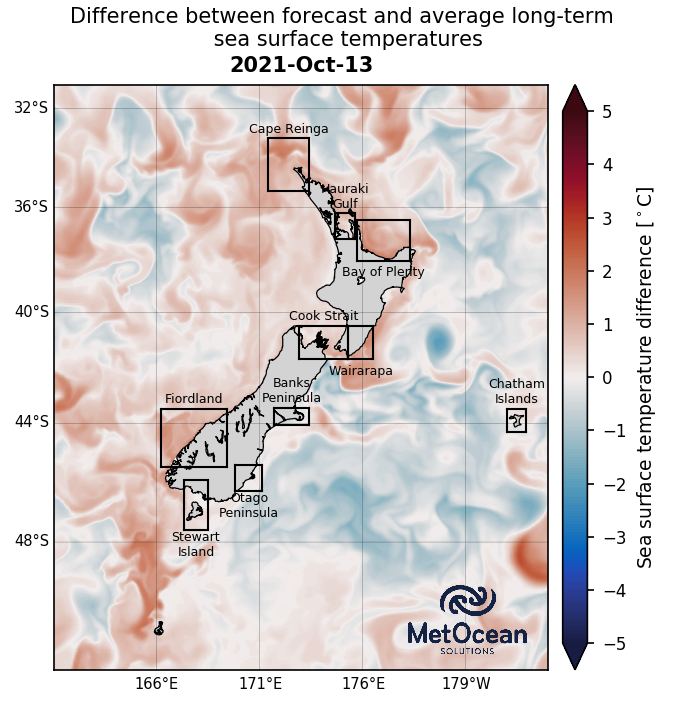 Difference between forecast and average long-term
sea surface temperatures
2021-Oct-13
32°S
36°S
40°S
44°S
48°S
Cape Reinga
Hauraki
Gulf
Bay of Plenty
Cook Strait
Wairarapa
Banks
Peninsula
Fiordland
Chatham
Islands
Otago
Peninsula
Stewart
Island
MetOcean
SOLUTIONS
166°E
171°E
176°E
179°W
5
4
3
2
1
0
−1
−2
−3
−4
−5
Sea surface temperature difference [°C]